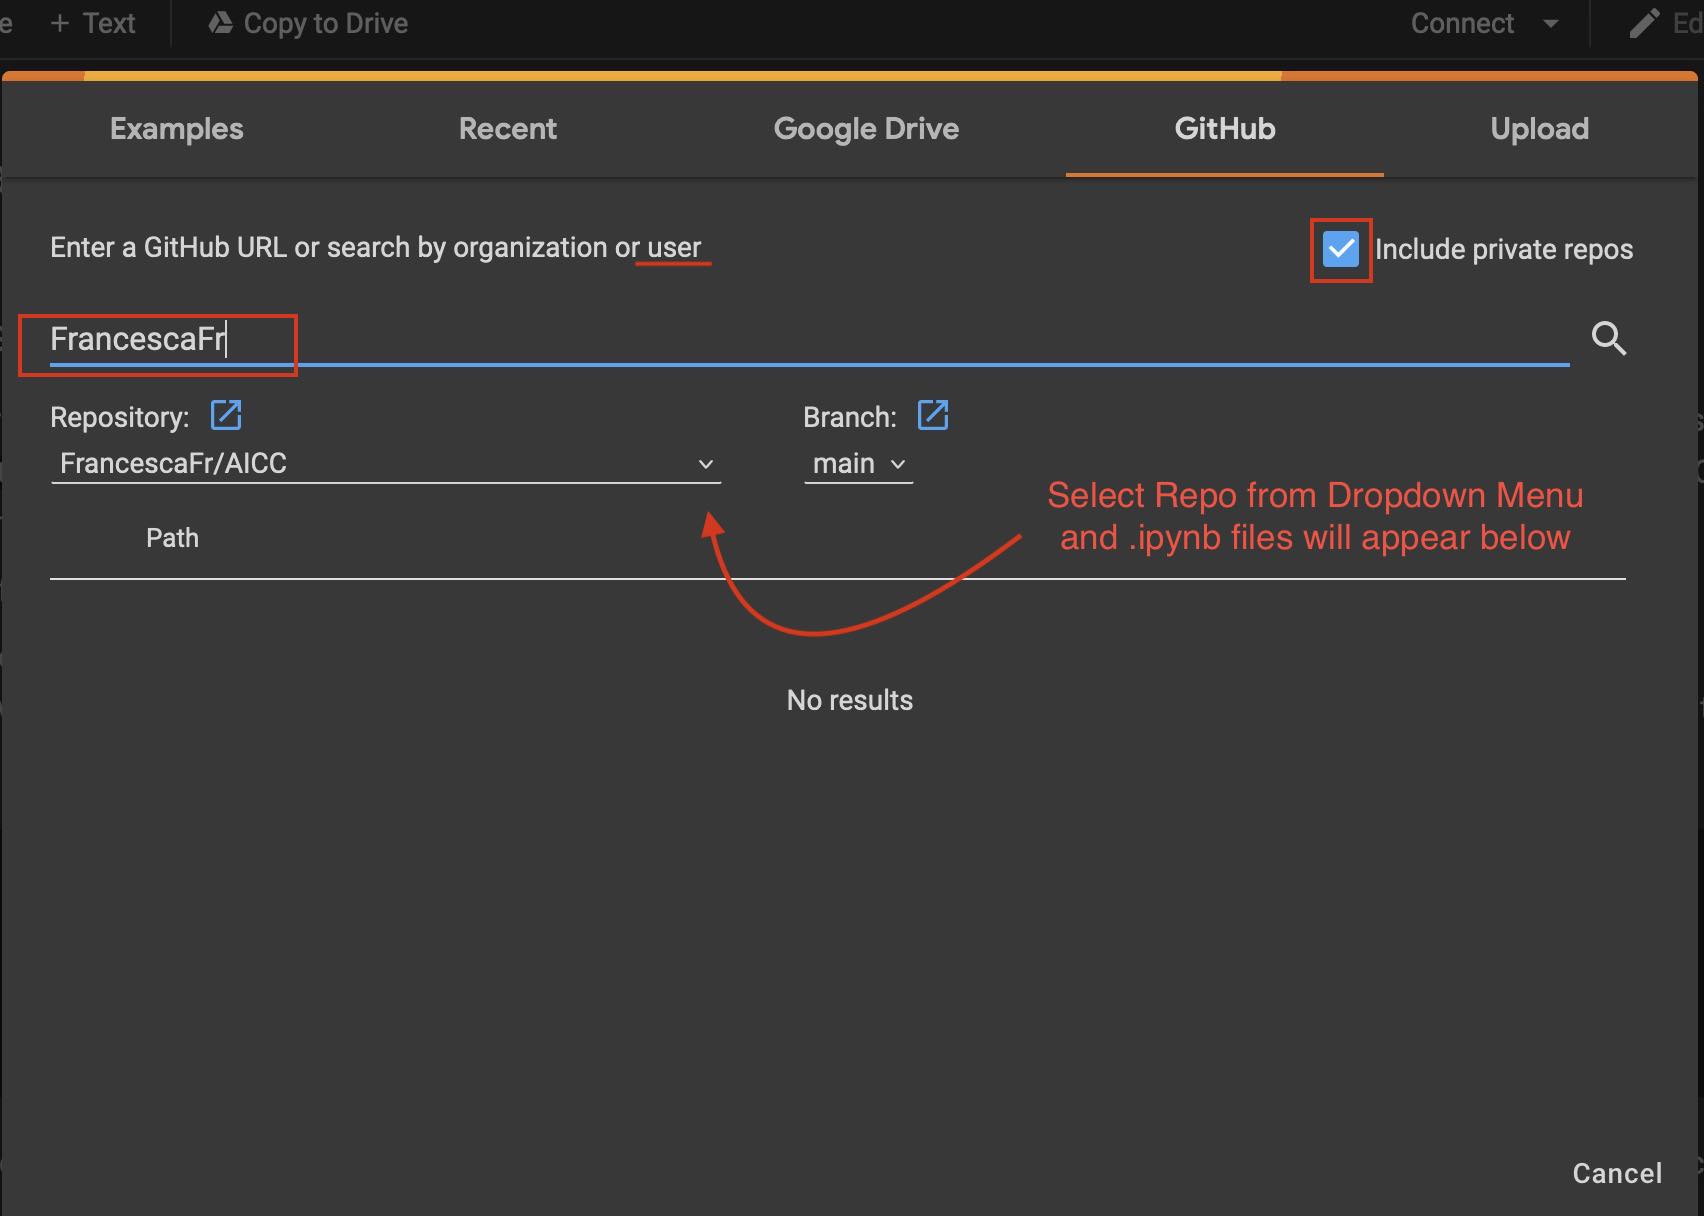 + Text Copy to Drive Connect
Examples Recent Google Drive GitHub Upload
Enter a GitHub URL or search by organization or user Include private repos
FrancescaFr
Repository: Branch:
FrancescaFr/AICC main
Select Repo from Dropdown Menu
and .ipynb files will appear below
Path
No results
Cancel